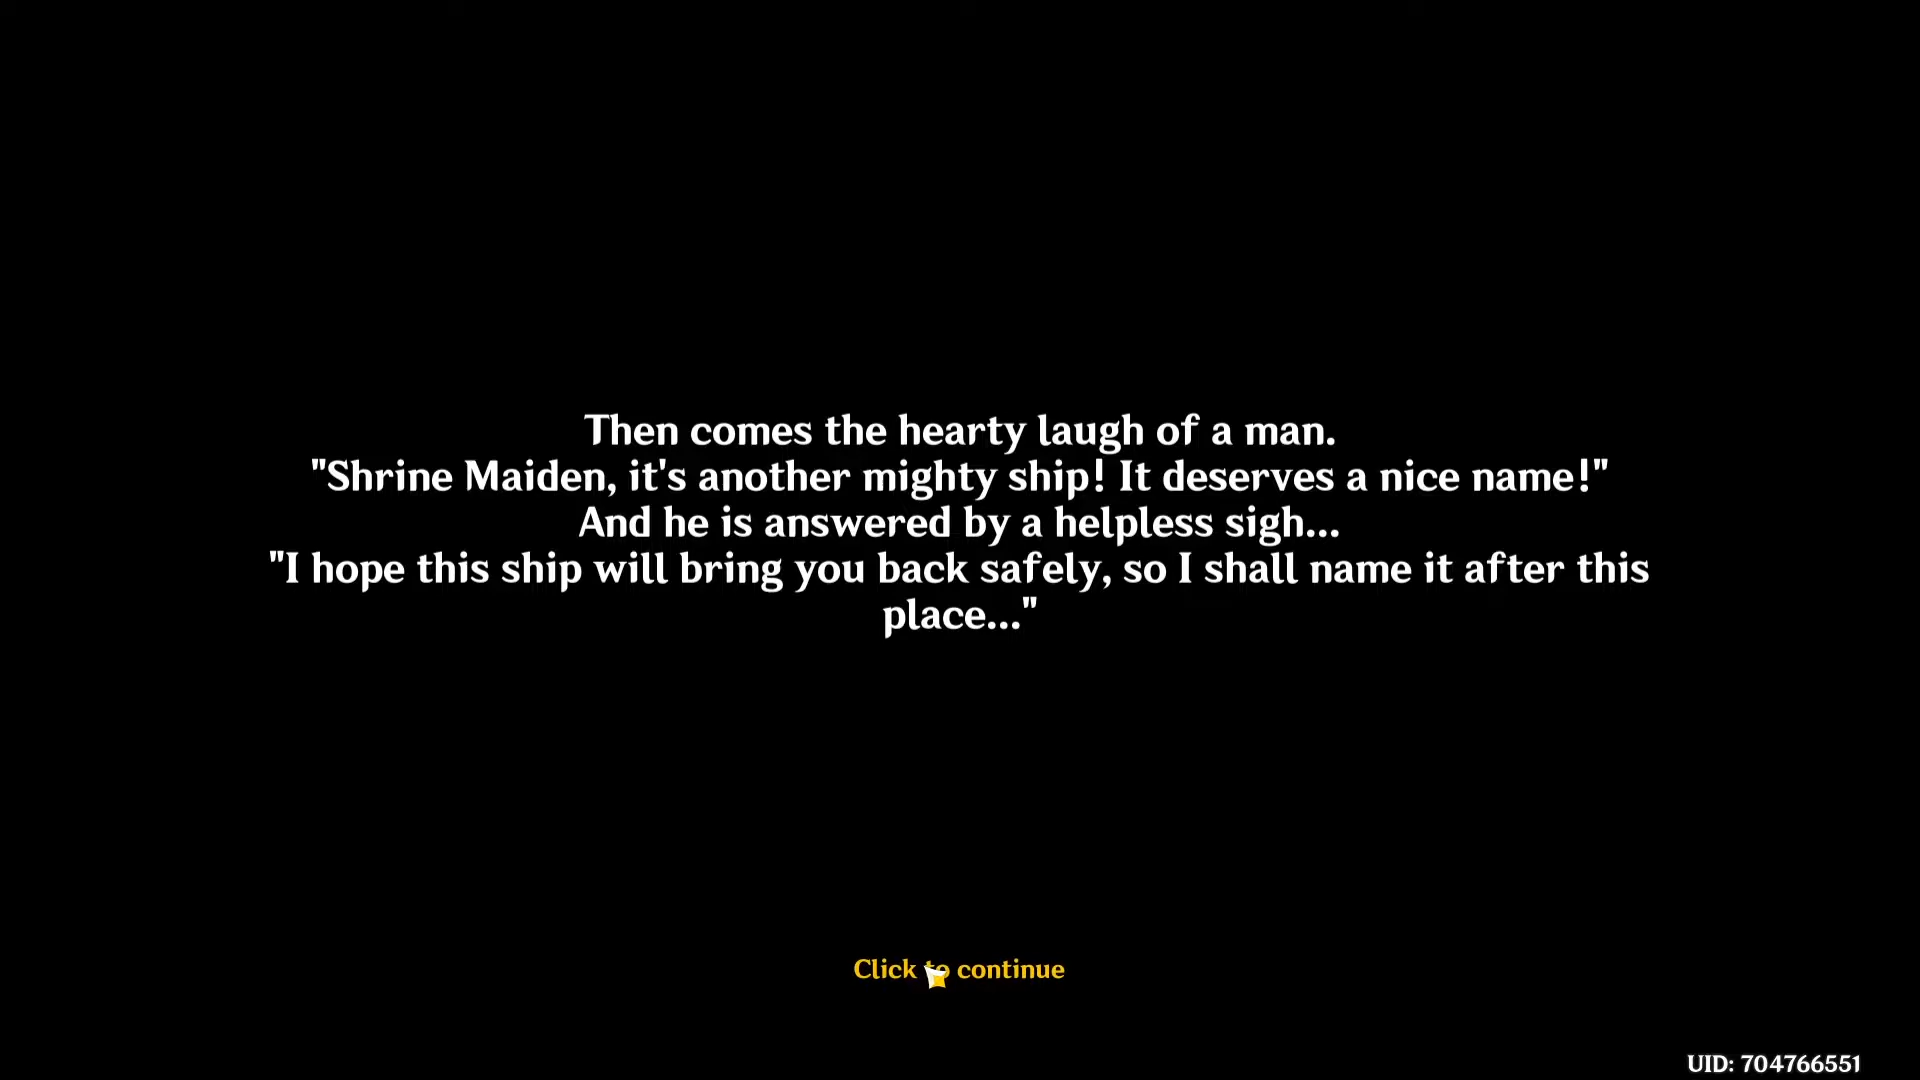 Then comes the hearty laugh of a man.
"Shrine Maiden, it's another mighty ship! It deserves a nice name!"
And he is answered by a helpless sigh...
"I hope this ship will bring you back safely, so I shall name it after this
place..."
Click to continue
UID: 704766551